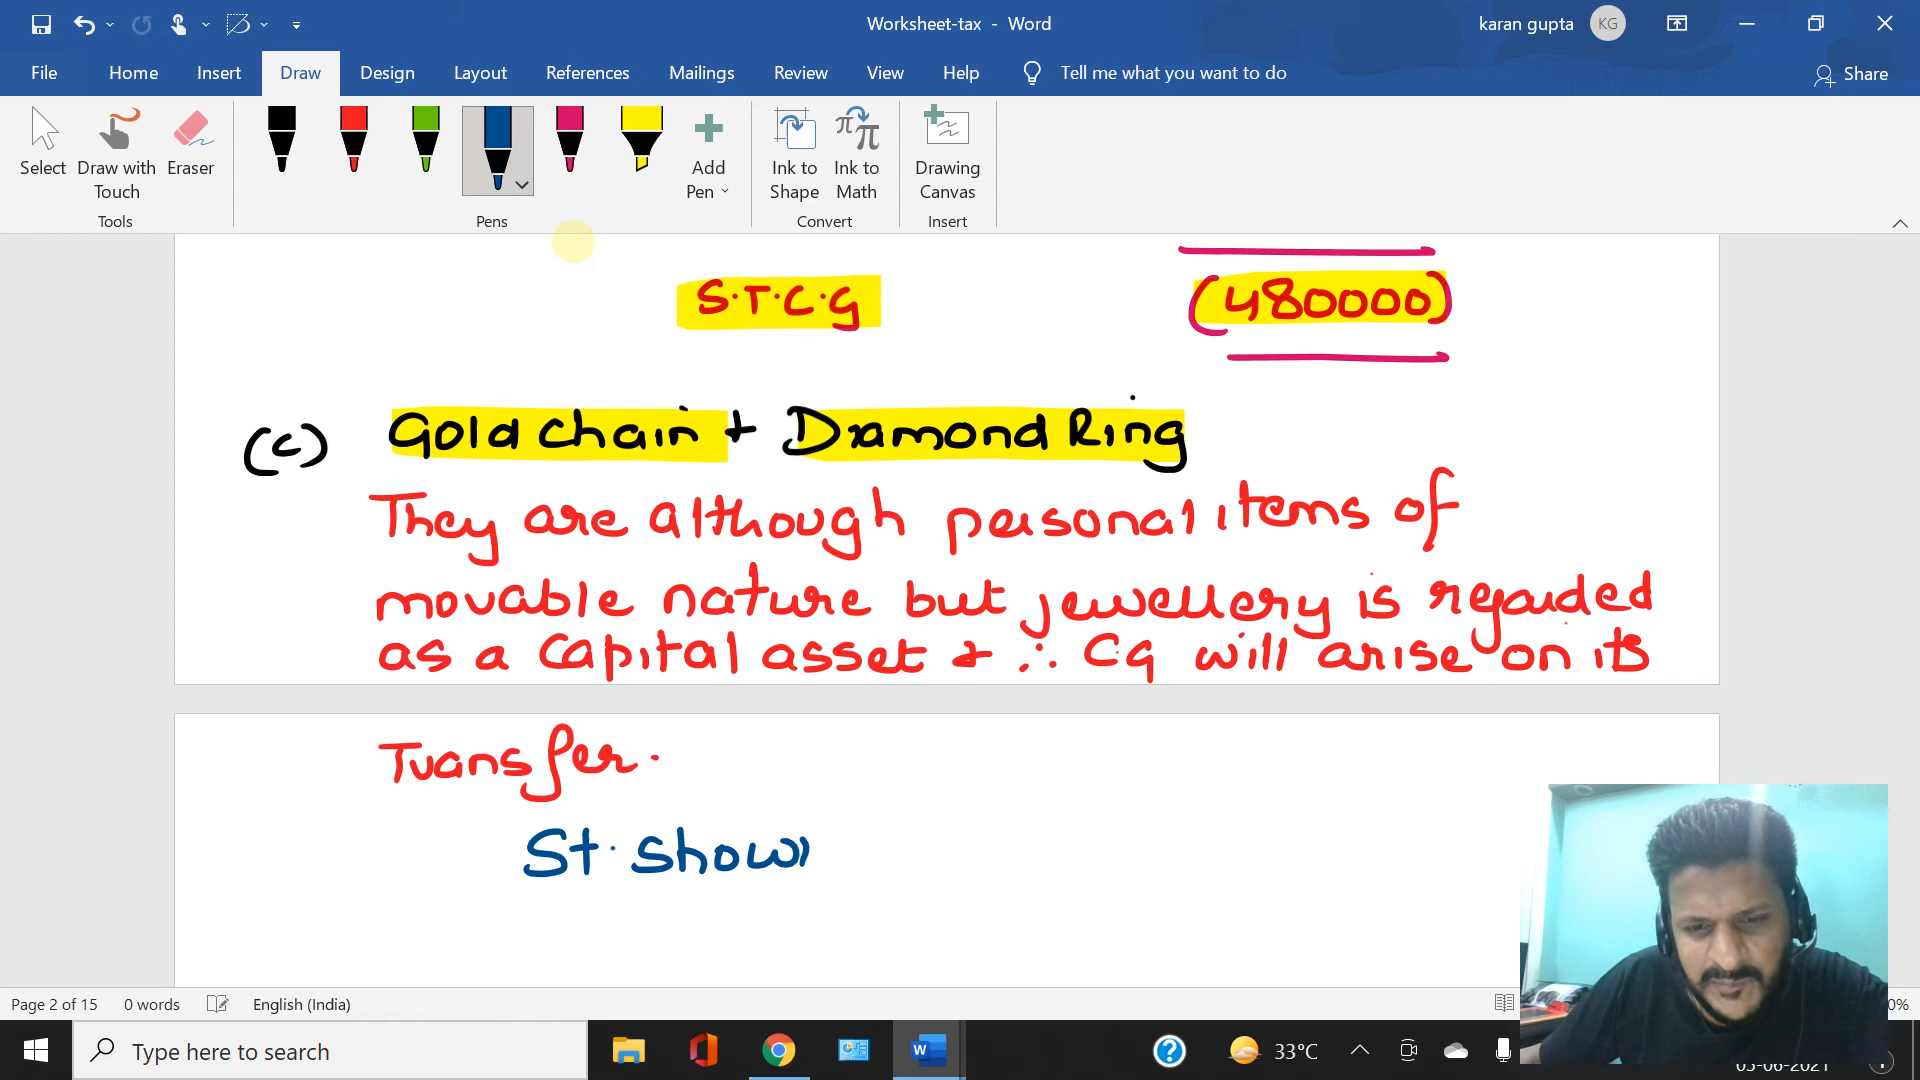 Worksheet-tax - Word
karan gupta KG
File Home Insert Draw Design Layout References Mailings Review View Help Tell me what you want to do Share
Select Draw with Touch Eraser Add Pen Ink to Shape Ink to Math Drawing Canvas
Tools Pens Convert Insert
S.T.C.G (480000)
(C) Gold chain + Diamond Ring
They are although personal items of
movable nature but jewellery is regarded
as a capital asset & ∴ CG will arise on its
Transfer.
St. show
Page 2 of 15 0 words English (India) 0%
Type here to search 33°C
05-06-2021